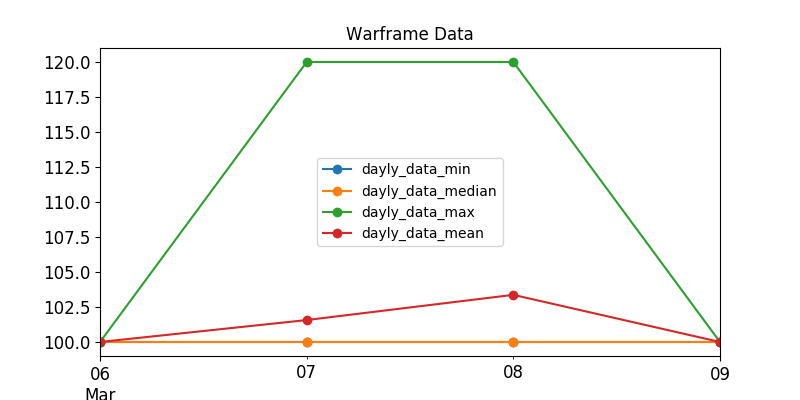 Warframe Data
120.0
117.5
115.0
112.5
110.0
107.5
105.0
102.5
100.0
dayly_data_min
dayly_data_median
dayly_data_max
dayly_data_mean
06 07 08 09
Mar